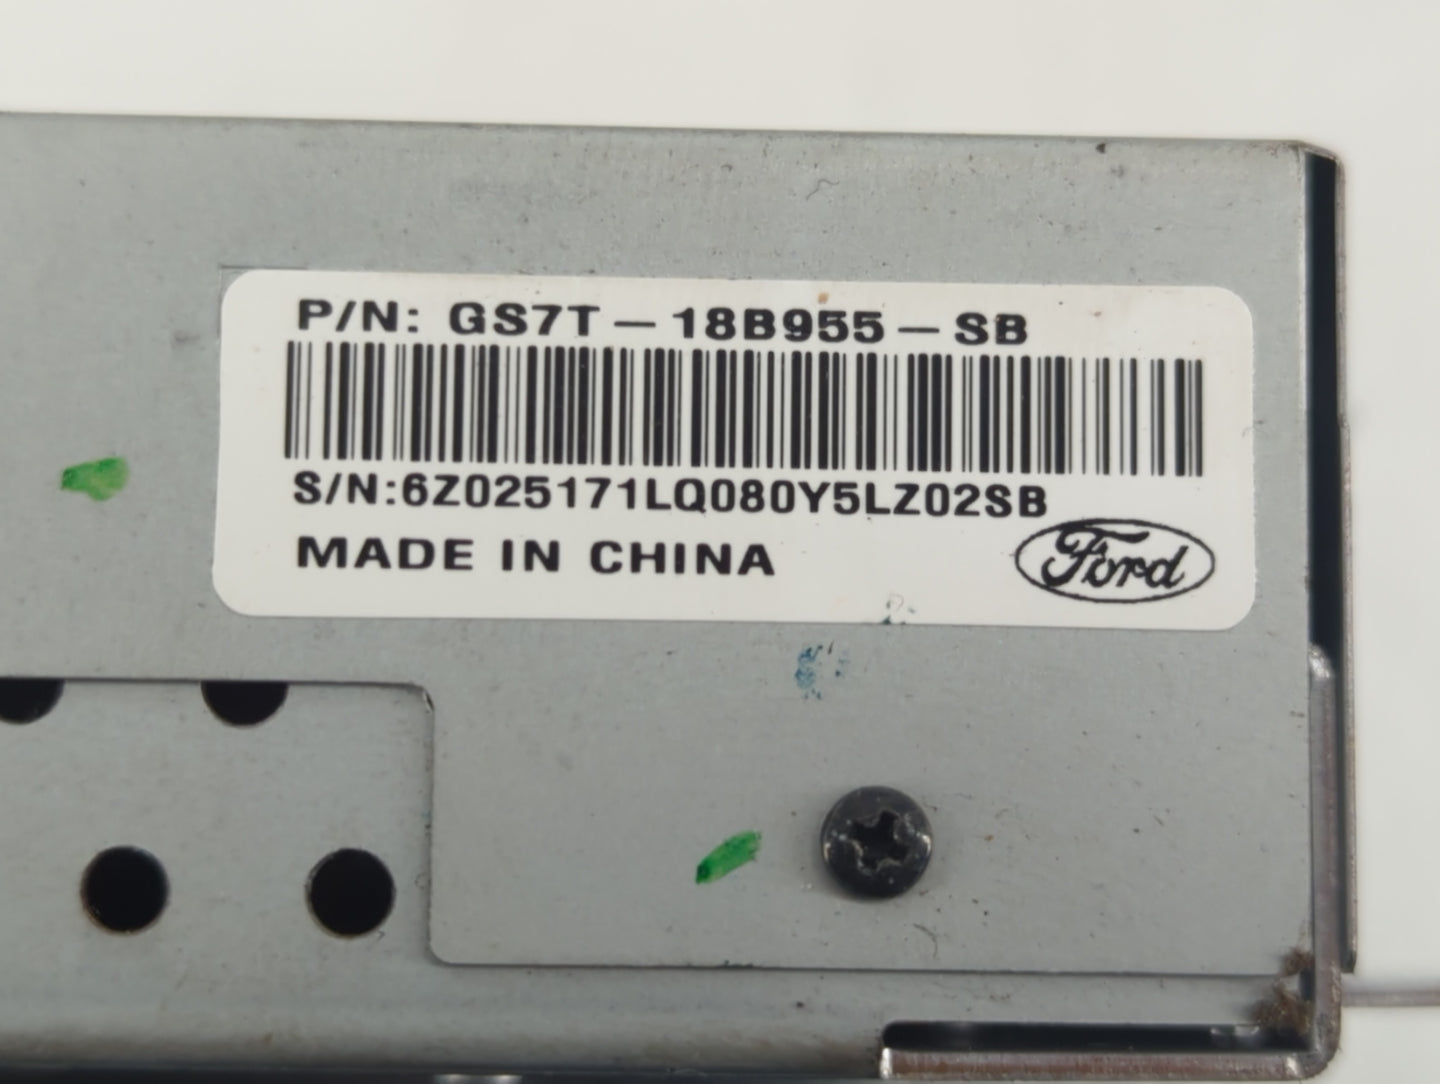 P/N: GS7T-18B955-SB
S/N:6Z025171LQ080Y5LZ02SB
MADE IN CHINA
Ford